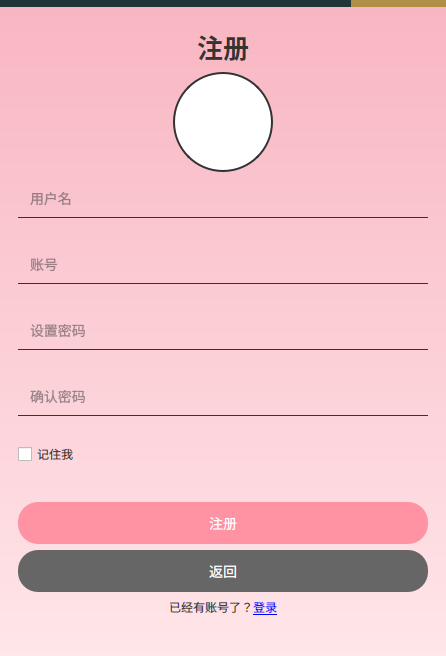 注册
用户名
账号
设置密码
确认密码
记住我
注册
返回
已经有账号了？登录